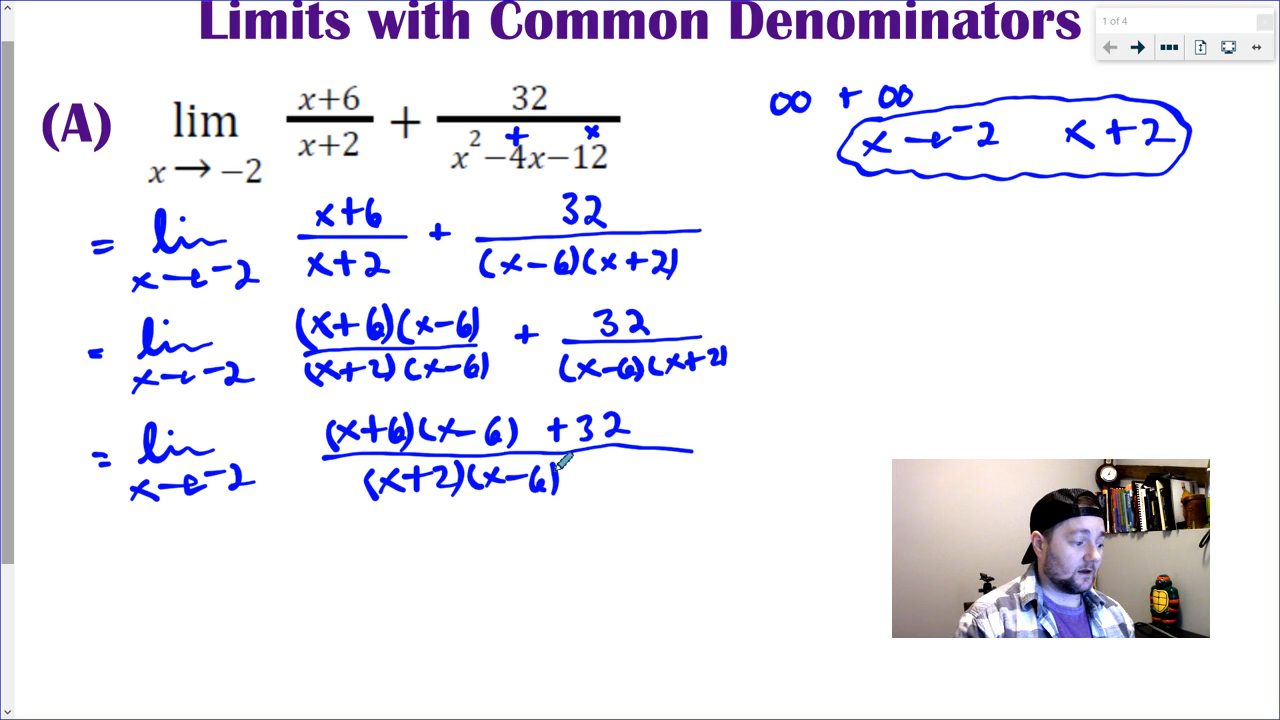 Limits with Common Denominators
1 of 4
(A) lim x → −2 x+6/x+2 + 32/x² −4x−12
+ ×
∞ + ∞
x → -2 x+2
= lim x → -2 x+6/x+2 + 32/(x-6)(x+2)
= lim x → -2 (x+6)(x-6)/(x+2)(x-6) + 32/(x-6)(x+2)
= lim x → -2 (x+6)(x-6) +32/(x+2)(x-6)